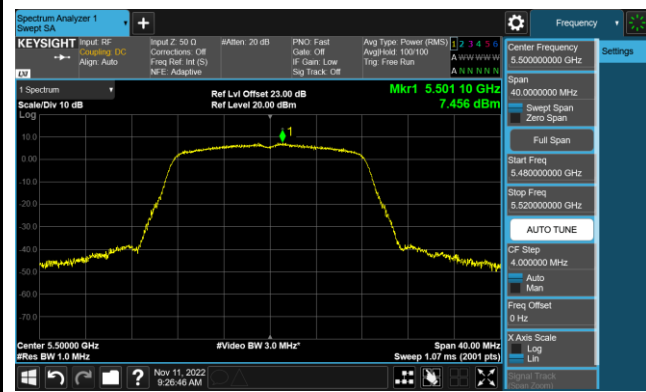 Spectrum Analyzer 1
Swept SA
Frequency
KEYSIGHT
Input: RF
Coupling: DC
Align: Auto
Input Z: 50 Ω
Corrections: Off
Freq Ref: Int (S)
NFE: Adaptive
#Atten: 20 dB
PNO: Fast
Gate: Off
IF Gain: Low
Sig Track: Off
Avg Type: Power (RMS)
Avg|Hold: 100/100
Trig: Free Run
1 2 3 4 5 6
A W W W W W
A N N N N N
LXI
1 Spectrum
Scale/Div 10 dB
Log
Ref Lvl Offset 23.00 dB
Ref Level 20.00 dBm
Mkr1 5.501 10 GHz
7.456 dBm
1
10.0
0.00
-10.0
-20.0
-30.0
-40.0
-50.0
-60.0
-70.0
Center 5.50000 GHz
#Res BW 1.0 MHz
#Video BW 3.0 MHz*
Span 40.00 MHz
Sweep 1.07 ms (2001 pts)
Nov 11, 2022
9:26:46 AM
Center Frequency
5.500000000 GHz
Settings
Span
40.0000000 MHz
Swept Span
Zero Span
Full Span
Start Freq
5.480000000 GHz
Stop Freq
5.520000000 GHz
AUTO TUNE
CF Step
4.000000 MHz
Auto
Man
Freq Offset
0 Hz
X Axis Scale
Log
Lin
Signal Track
(Span Zoom)